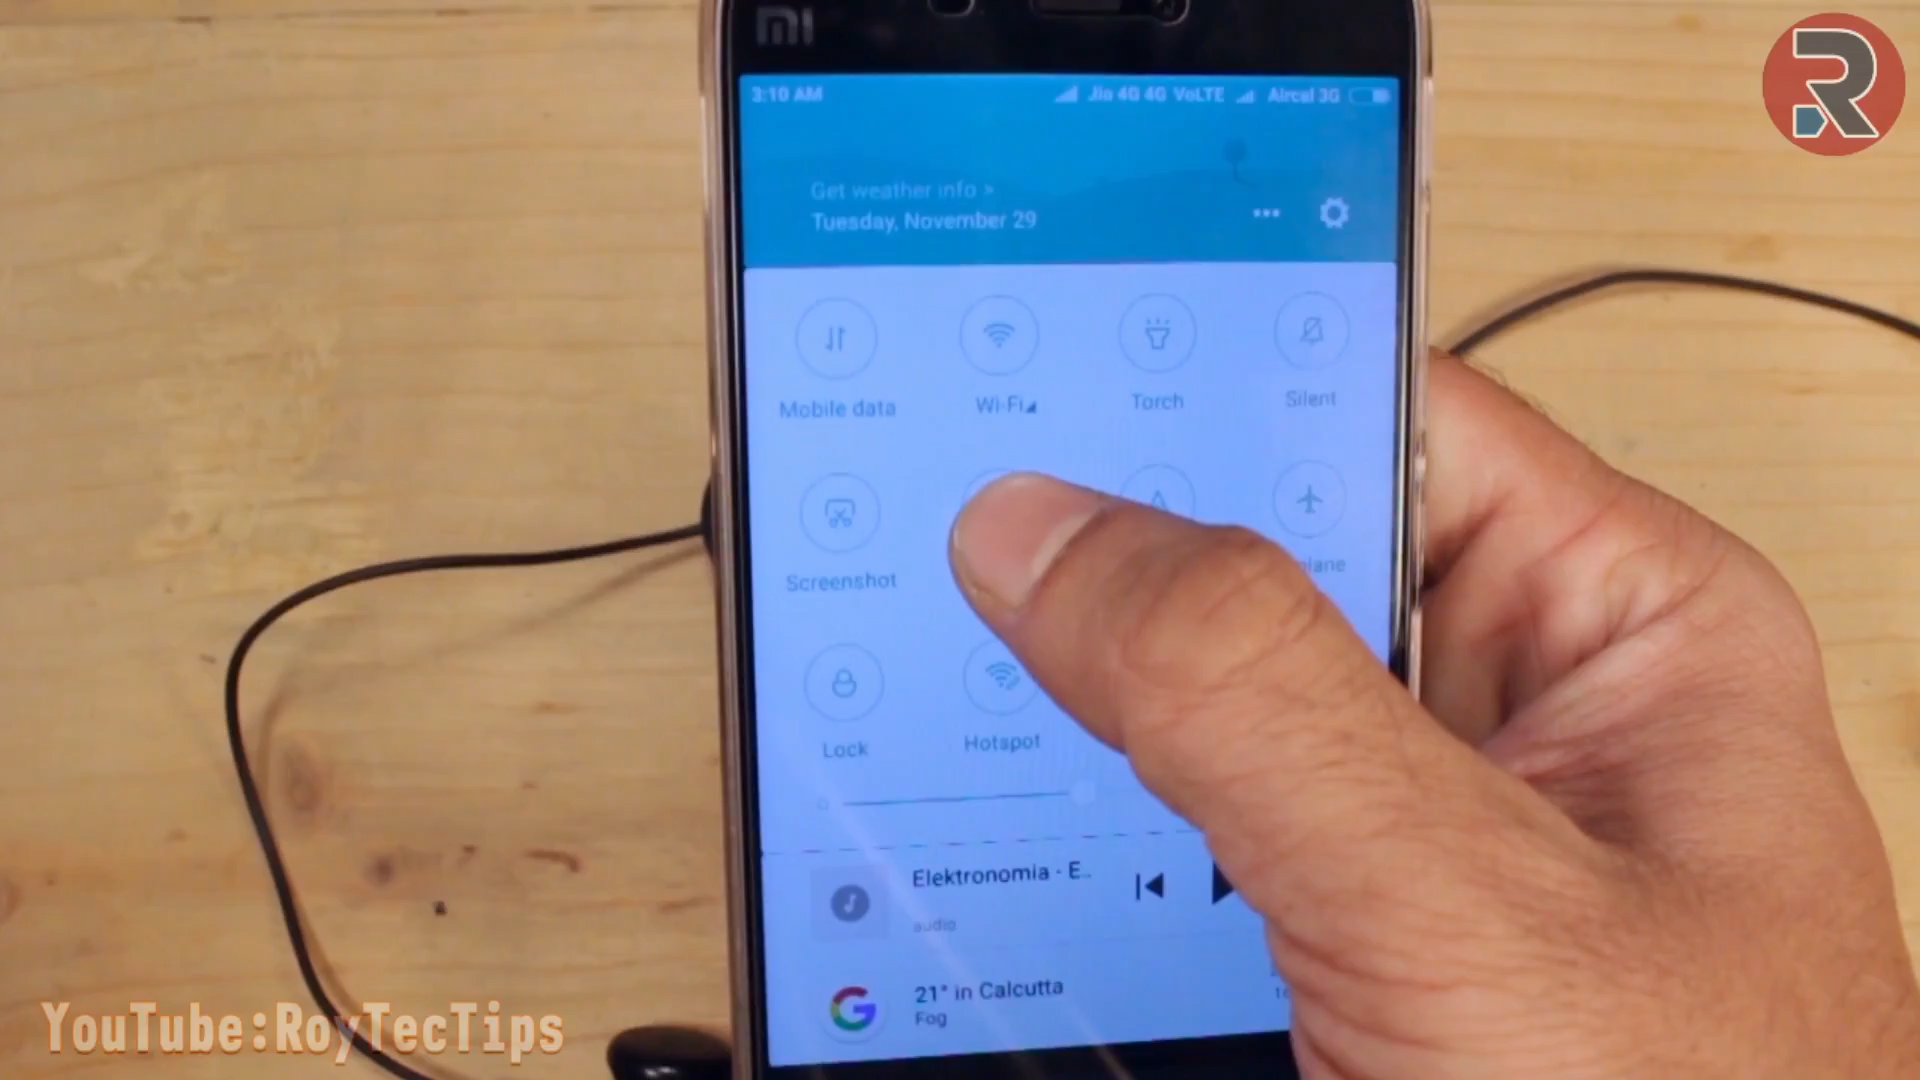 MI
3:10 AM Jio 4G 4G VoLTE Aircel 3G
Get weather info >
Tuesday, November 29
Mobile data Wi-Fi Torch Silent
Screenshot plane
Lock Hotspot
Elektronomia - E..
audio
21° in Calcutta
Fog
YouTube:RoyTecTips
R